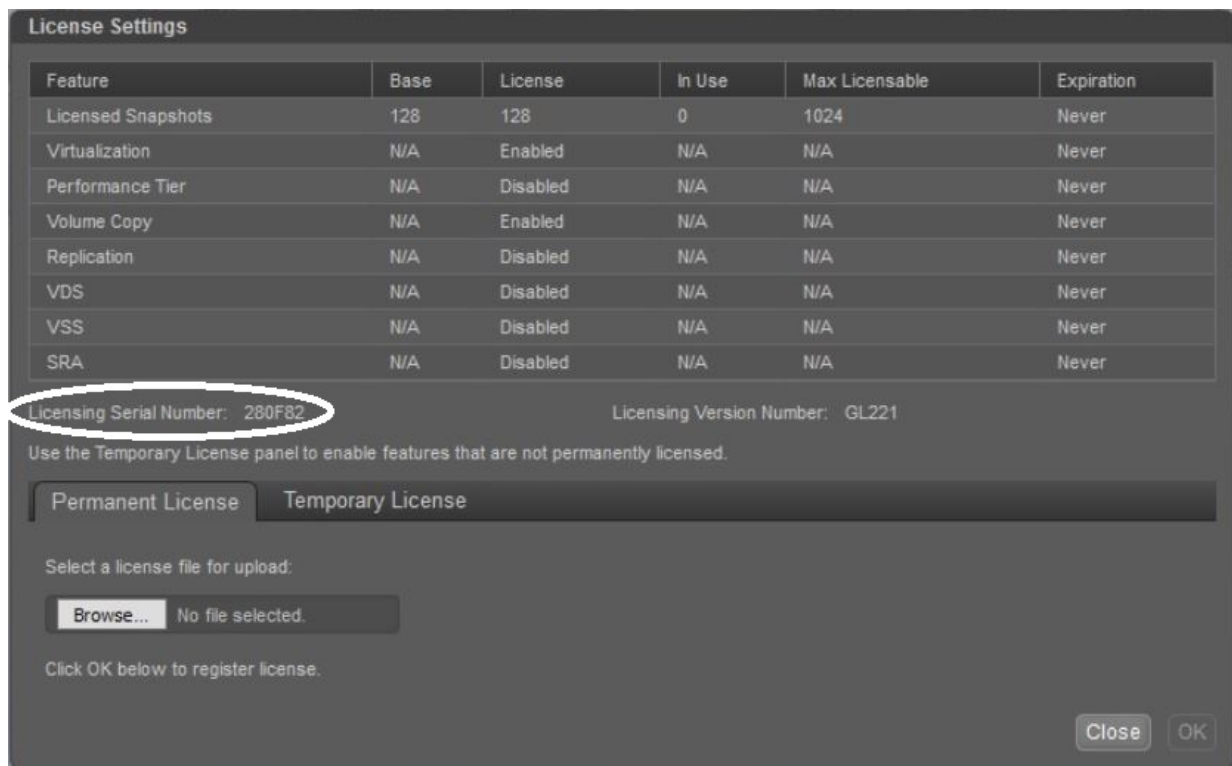 License Settings
Feature Base License In Use Max Licensable Expiration
Licensed Snapshots 128 128 0 1024 Never
Virtualization N/A Enabled N/A N/A Never
Performance Tier N/A Disabled N/A N/A Never
Volume Copy N/A Enabled N/A N/A Never
Replication N/A Disabled N/A N/A Never
VDS N/A Disabled N/A N/A Never
VSS N/A Disabled N/A N/A Never
SRA N/A Disabled N/A N/A Never
Licensing Serial Number: 280F82 Licensing Version Number: GL221
Use the Temporary License panel to enable features that are not permanently licensed.
Permanent License Temporary License
Select a license file for upload:
Browse... No file selected.
Click OK below to register license.
Close OK